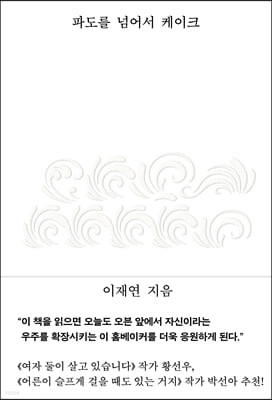 파도를 넘어서 케이크
이재연 지음
“이 책을 읽으면 오늘도 오븐 앞에서 자신이라는
우주를 확장시키는 이 홈베이커를 더욱 응원하게 된다.”
《여자 둘이 살고 있습니다》 작가 황선우,
《어른이 슬프게 걸을 때도 있는 거지》 작가 박선아 추천!